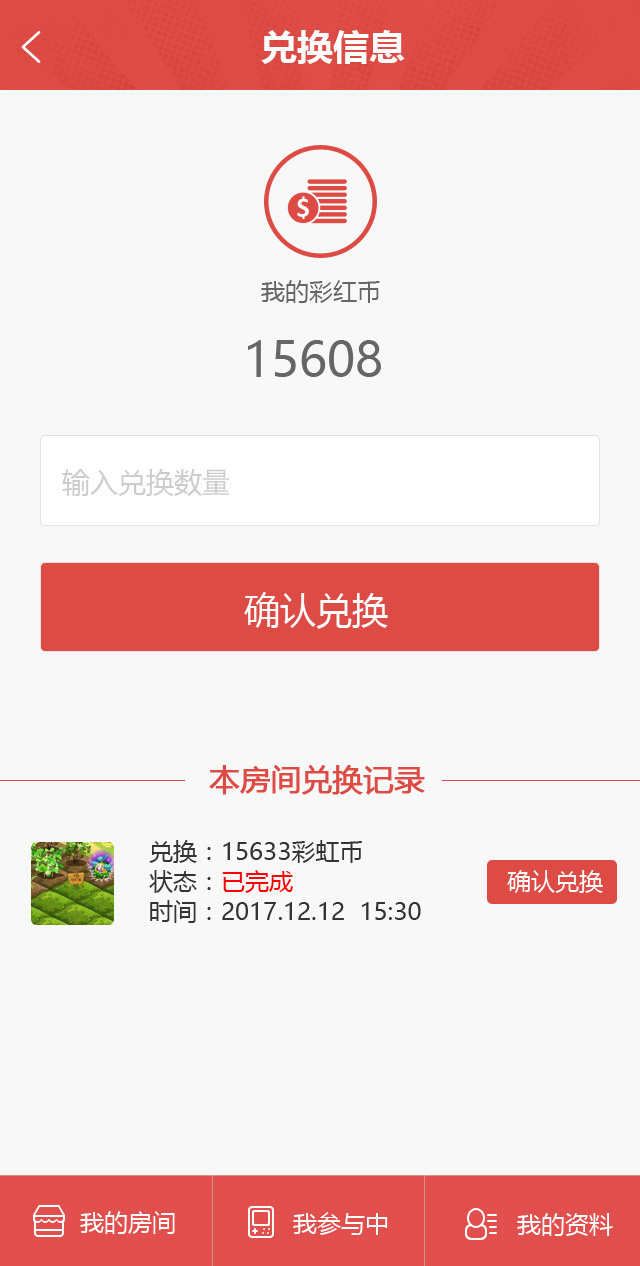 兑换信息
$
我的彩红币
15608
输入兑换数量
确认兑换
本房间兑换记录
兑换：15633彩虹币
状态：已完成
确认兑换
时间：2017.12.12 15:30
我的房间
我参与中
我的资料